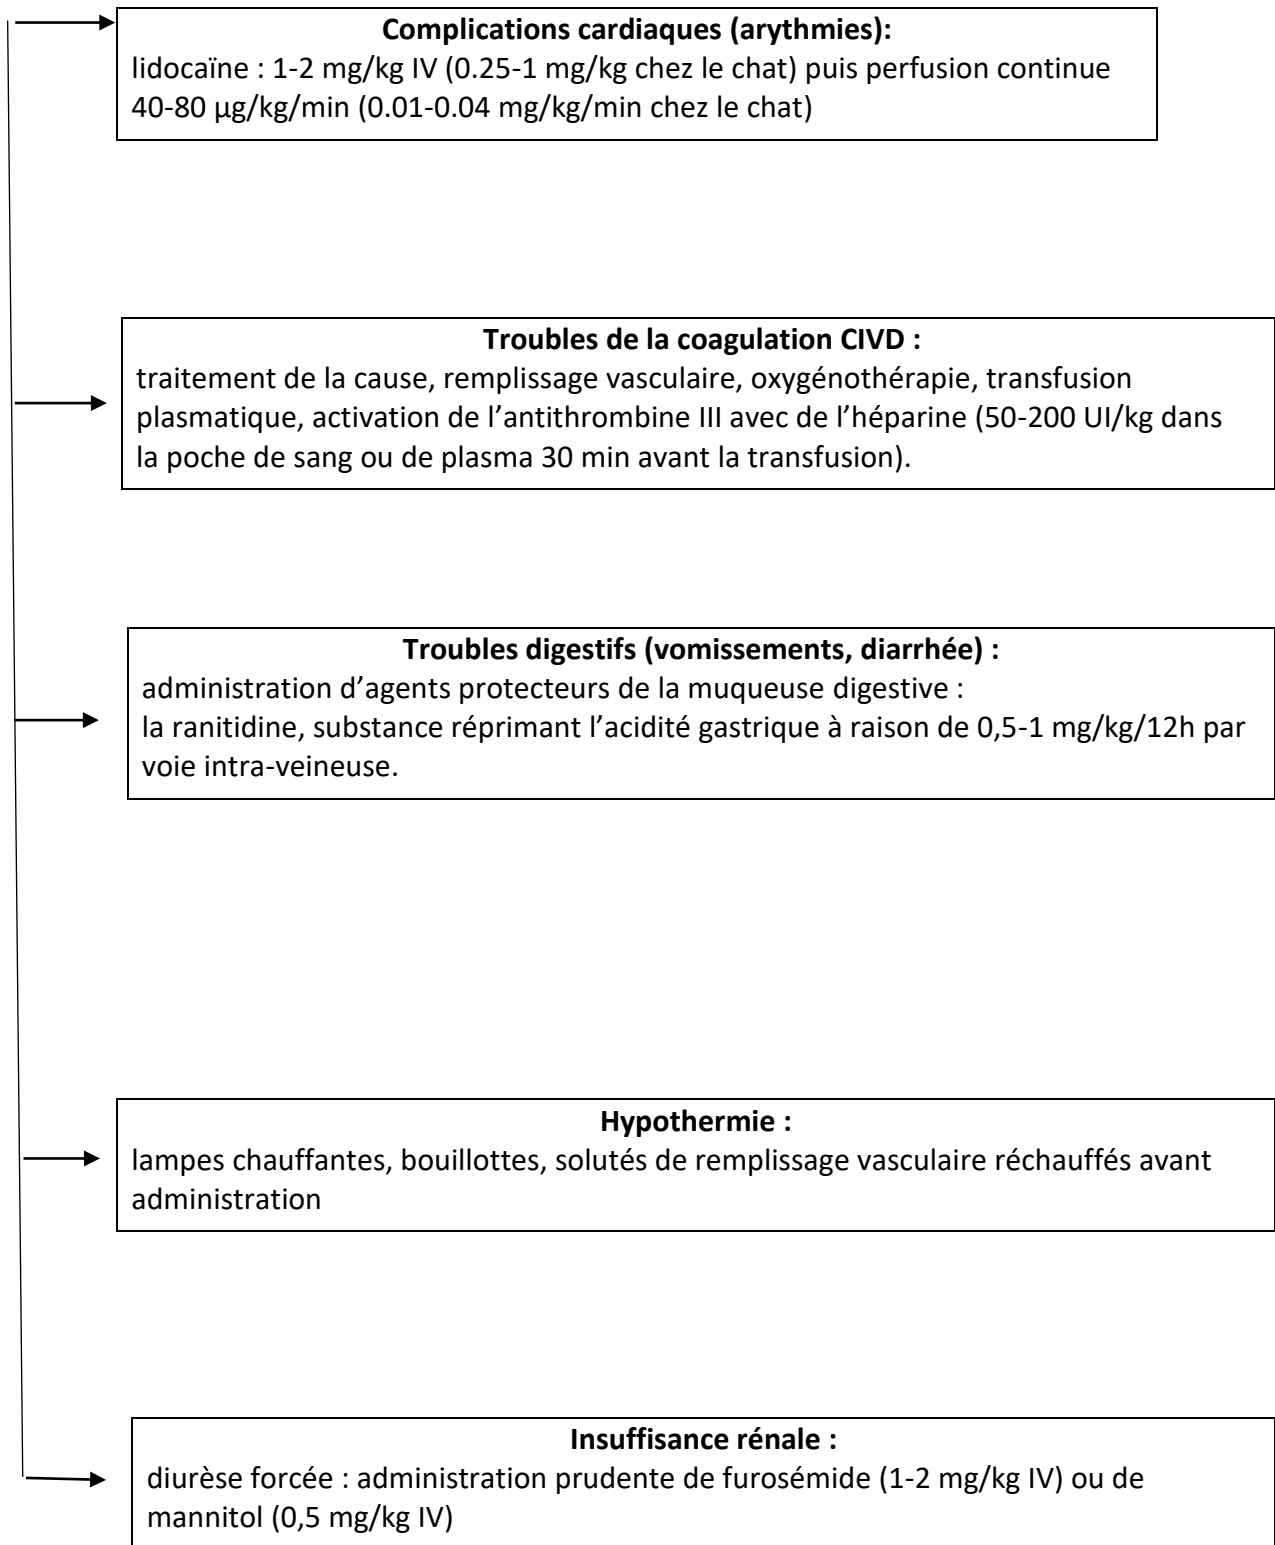 Complications cardiaques (arythmies):
lidocaïne : 1-2 mg/kg IV (0.25-1 mg/kg chez le chat) puis perfusion continue
40-80 µg/kg/min (0.01-0.04 mg/kg/min chez le chat)
Troubles de la coagulation CIVD :
traitement de la cause, remplissage vasculaire, oxygénothérapie, transfusion
plasmatique, activation de l’antithrombine III avec de l’héparine (50-200 UI/kg dans
la poche de sang ou de plasma 30 min avant la transfusion).
Troubles digestifs (vomissements, diarrhée) :
administration d’agents protecteurs de la muqueuse digestive :
la ranitidine, substance réprimant l’acidité gastrique à raison de 0,5-1 mg/kg/12h par
voie intra-veineuse.
Hypothermie :
lampes chauffantes, bouillottes, solutés de remplissage vasculaire réchauffés avant
administration
Insuffisance rénale :
diurèse forcée : administration prudente de furosémide (1-2 mg/kg IV) ou de
mannitol (0,5 mg/kg IV)